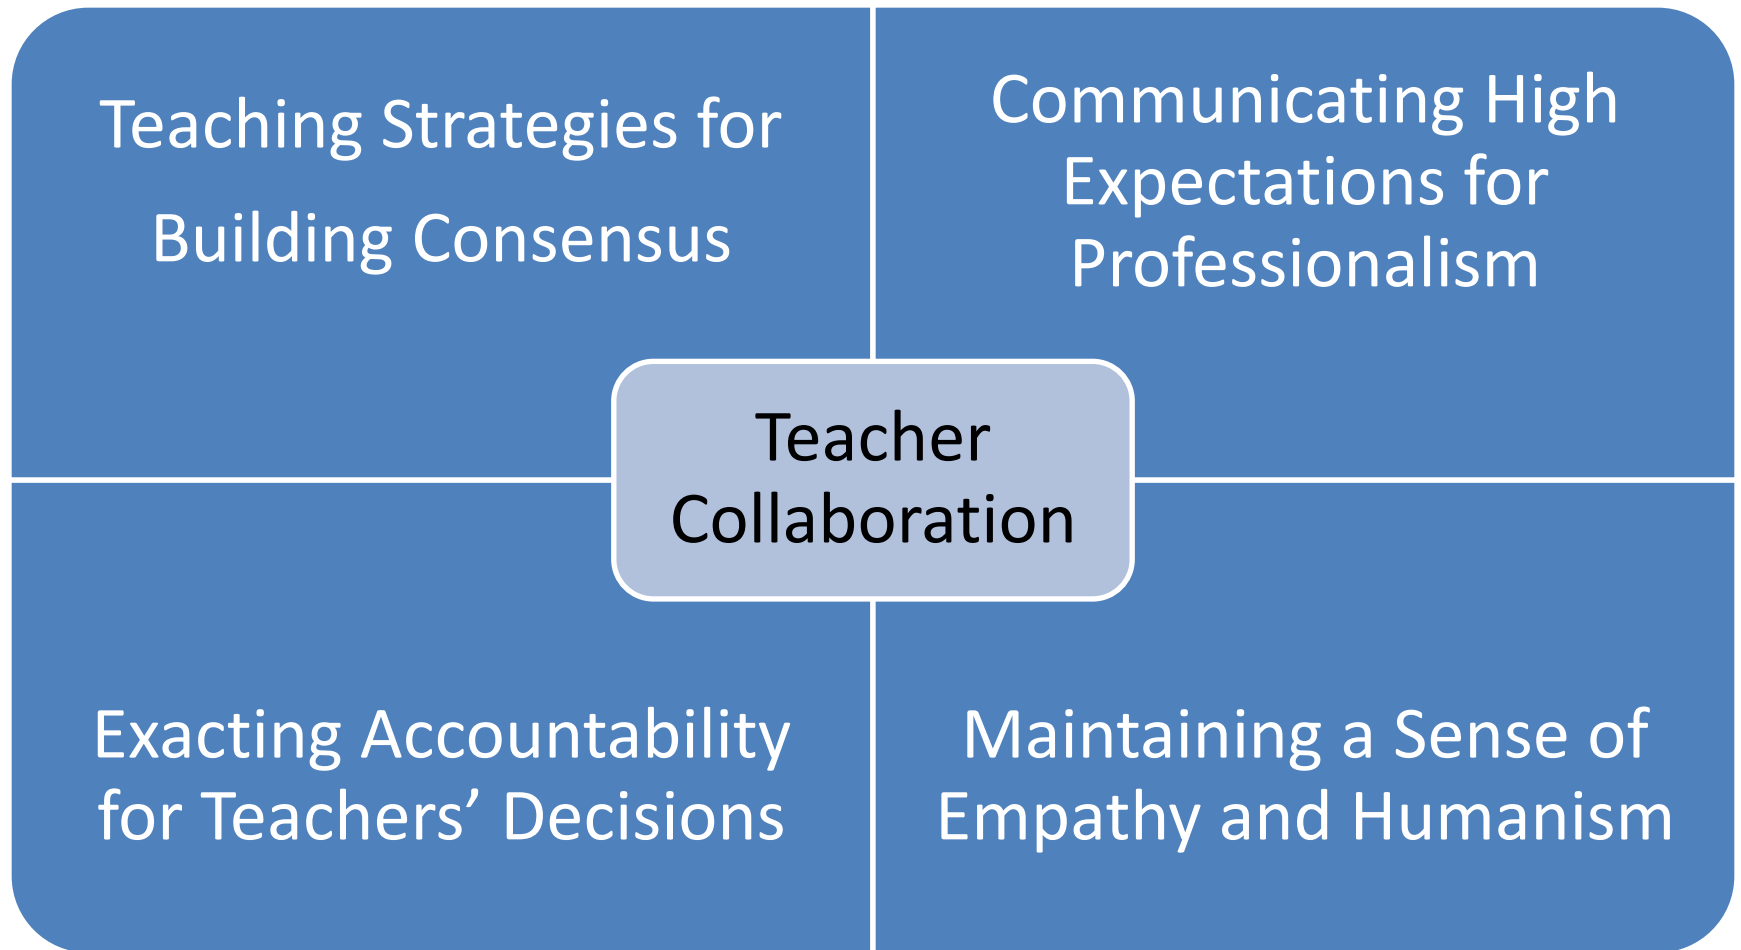 Teaching Strategies for
Building Consensus
Communicating High
Expectations for
Professionalism
Teacher
Collaboration
Exacting Accountability
for Teachers’ Decisions
Maintaining a Sense of
Empathy and Humanism